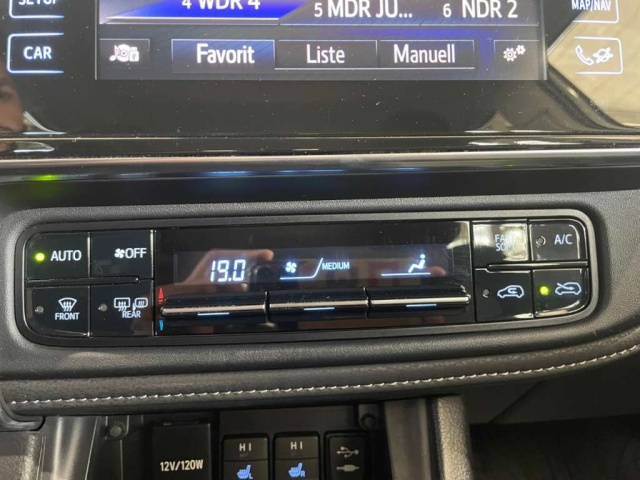 SETUP
4 WDR 4 5 MDR JU... 6 NDR 2
MAP/NAV
CAR
Favorit Liste Manuell
AUTO OFF
19.0 MEDIUM
A/C
FRONT REAR
12V/120W
HI HI
L R